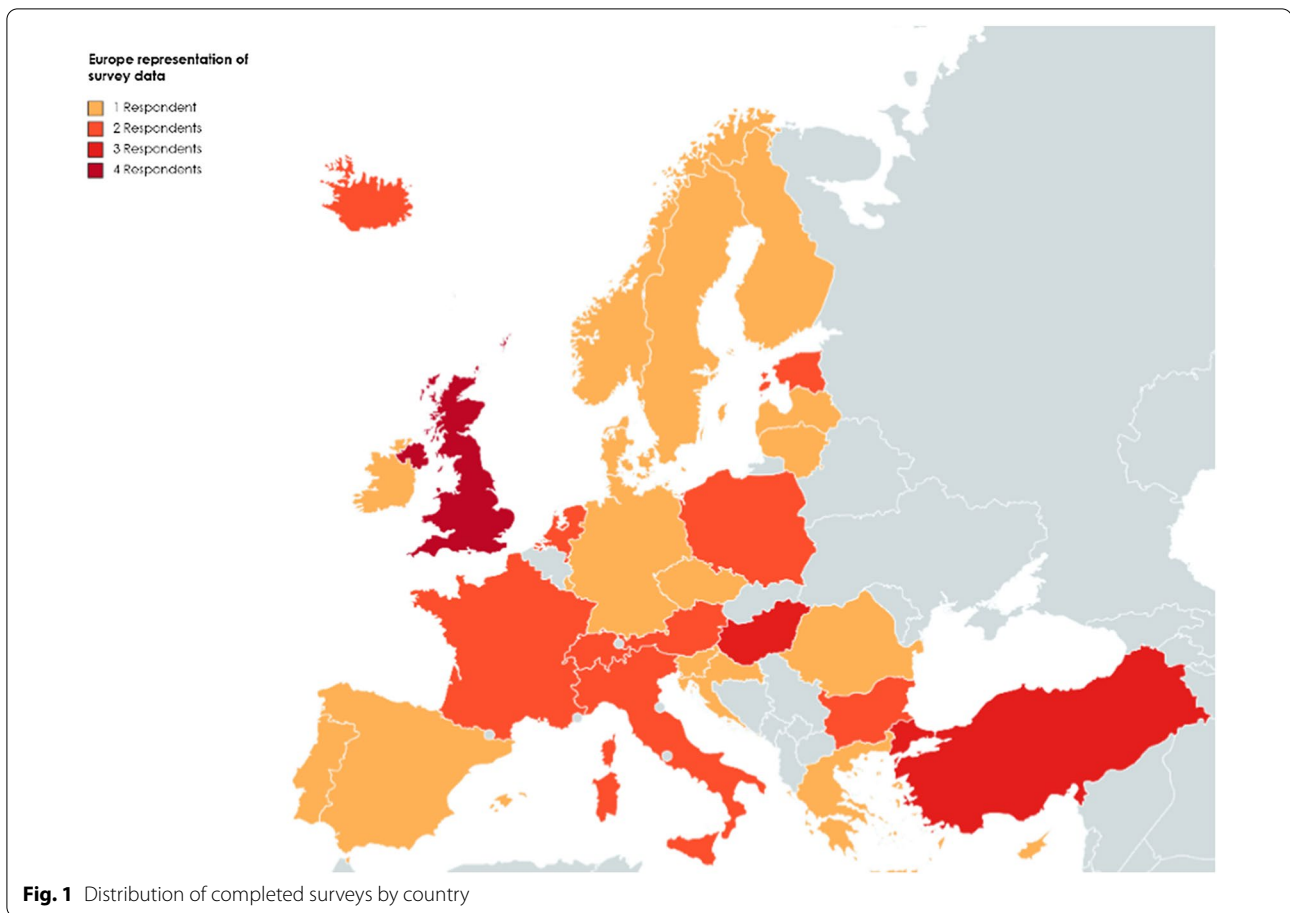 Europe representation of
survey data
1 Respondent
2 Respondents
3 Respondents
4 Respondents
Fig. 1 Distribution of completed surveys by country